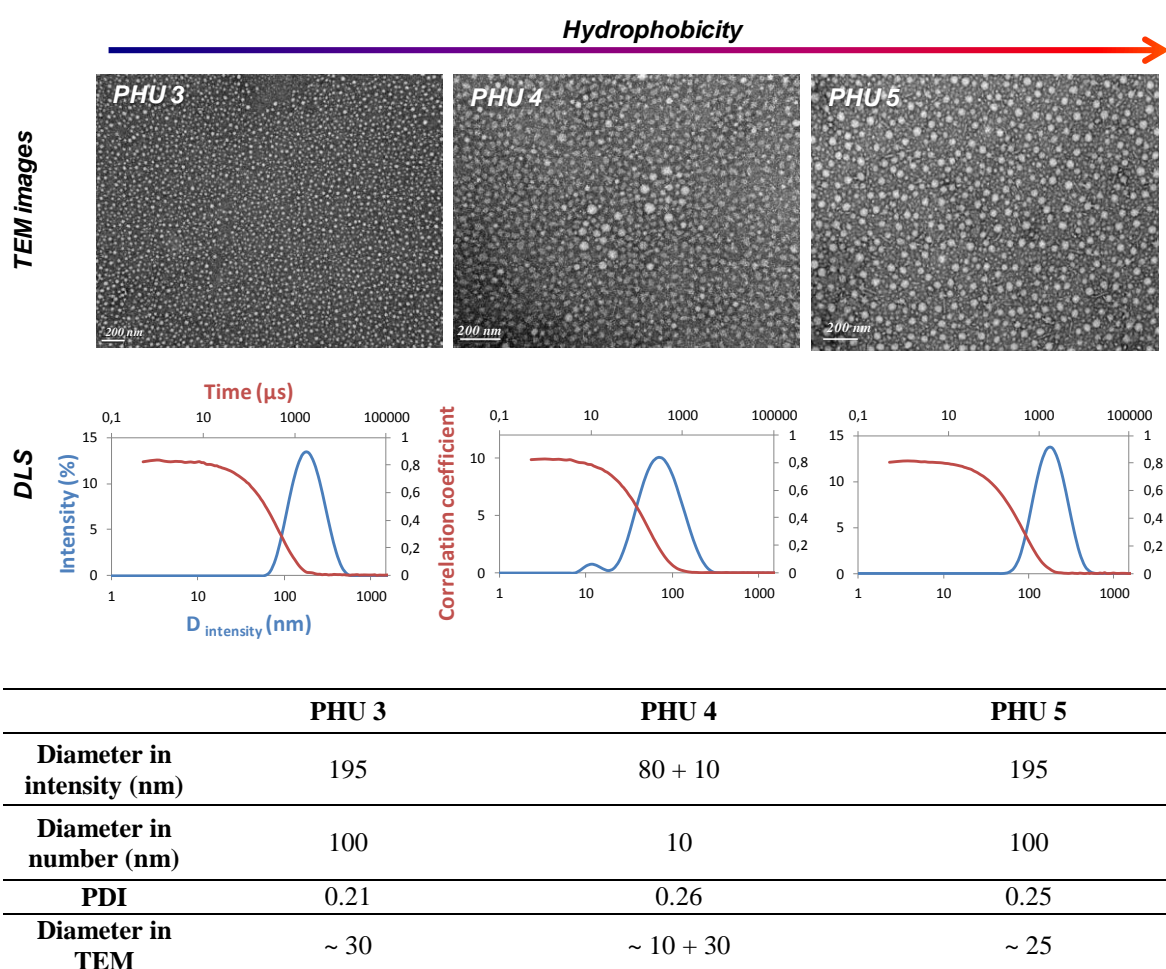 Hydrophobicity
TEM images
PHU 3
PHU 4
PHU 5
200 nm
200 nm
200 nm
DLS
Time (µs)
0,1 10 1000 100000
0,1 10 1000 100000
0,1 10 1000 100000
Intensity (%)
15
10
5
0
1
0,8
0,6
0,4
0,2
0
Correlation coefficient
10
5
0
1
0,8
0,6
0,4
0,2
0
15
10
5
0
1
0,8
0,6
0,4
0,2
0
1 10 100 1000
1 10 100 1000
1 10 100 1000
D intensity (nm)
PHU 3 PHU 4 PHU 5
Diameter in
intensity (nm) 195 80 + 10 195
Diameter in
number (nm) 100 10 100
PDI 0.21 0.26 0.25
Diameter in
TEM ~ 30 ~ 10 + 30 ~ 25